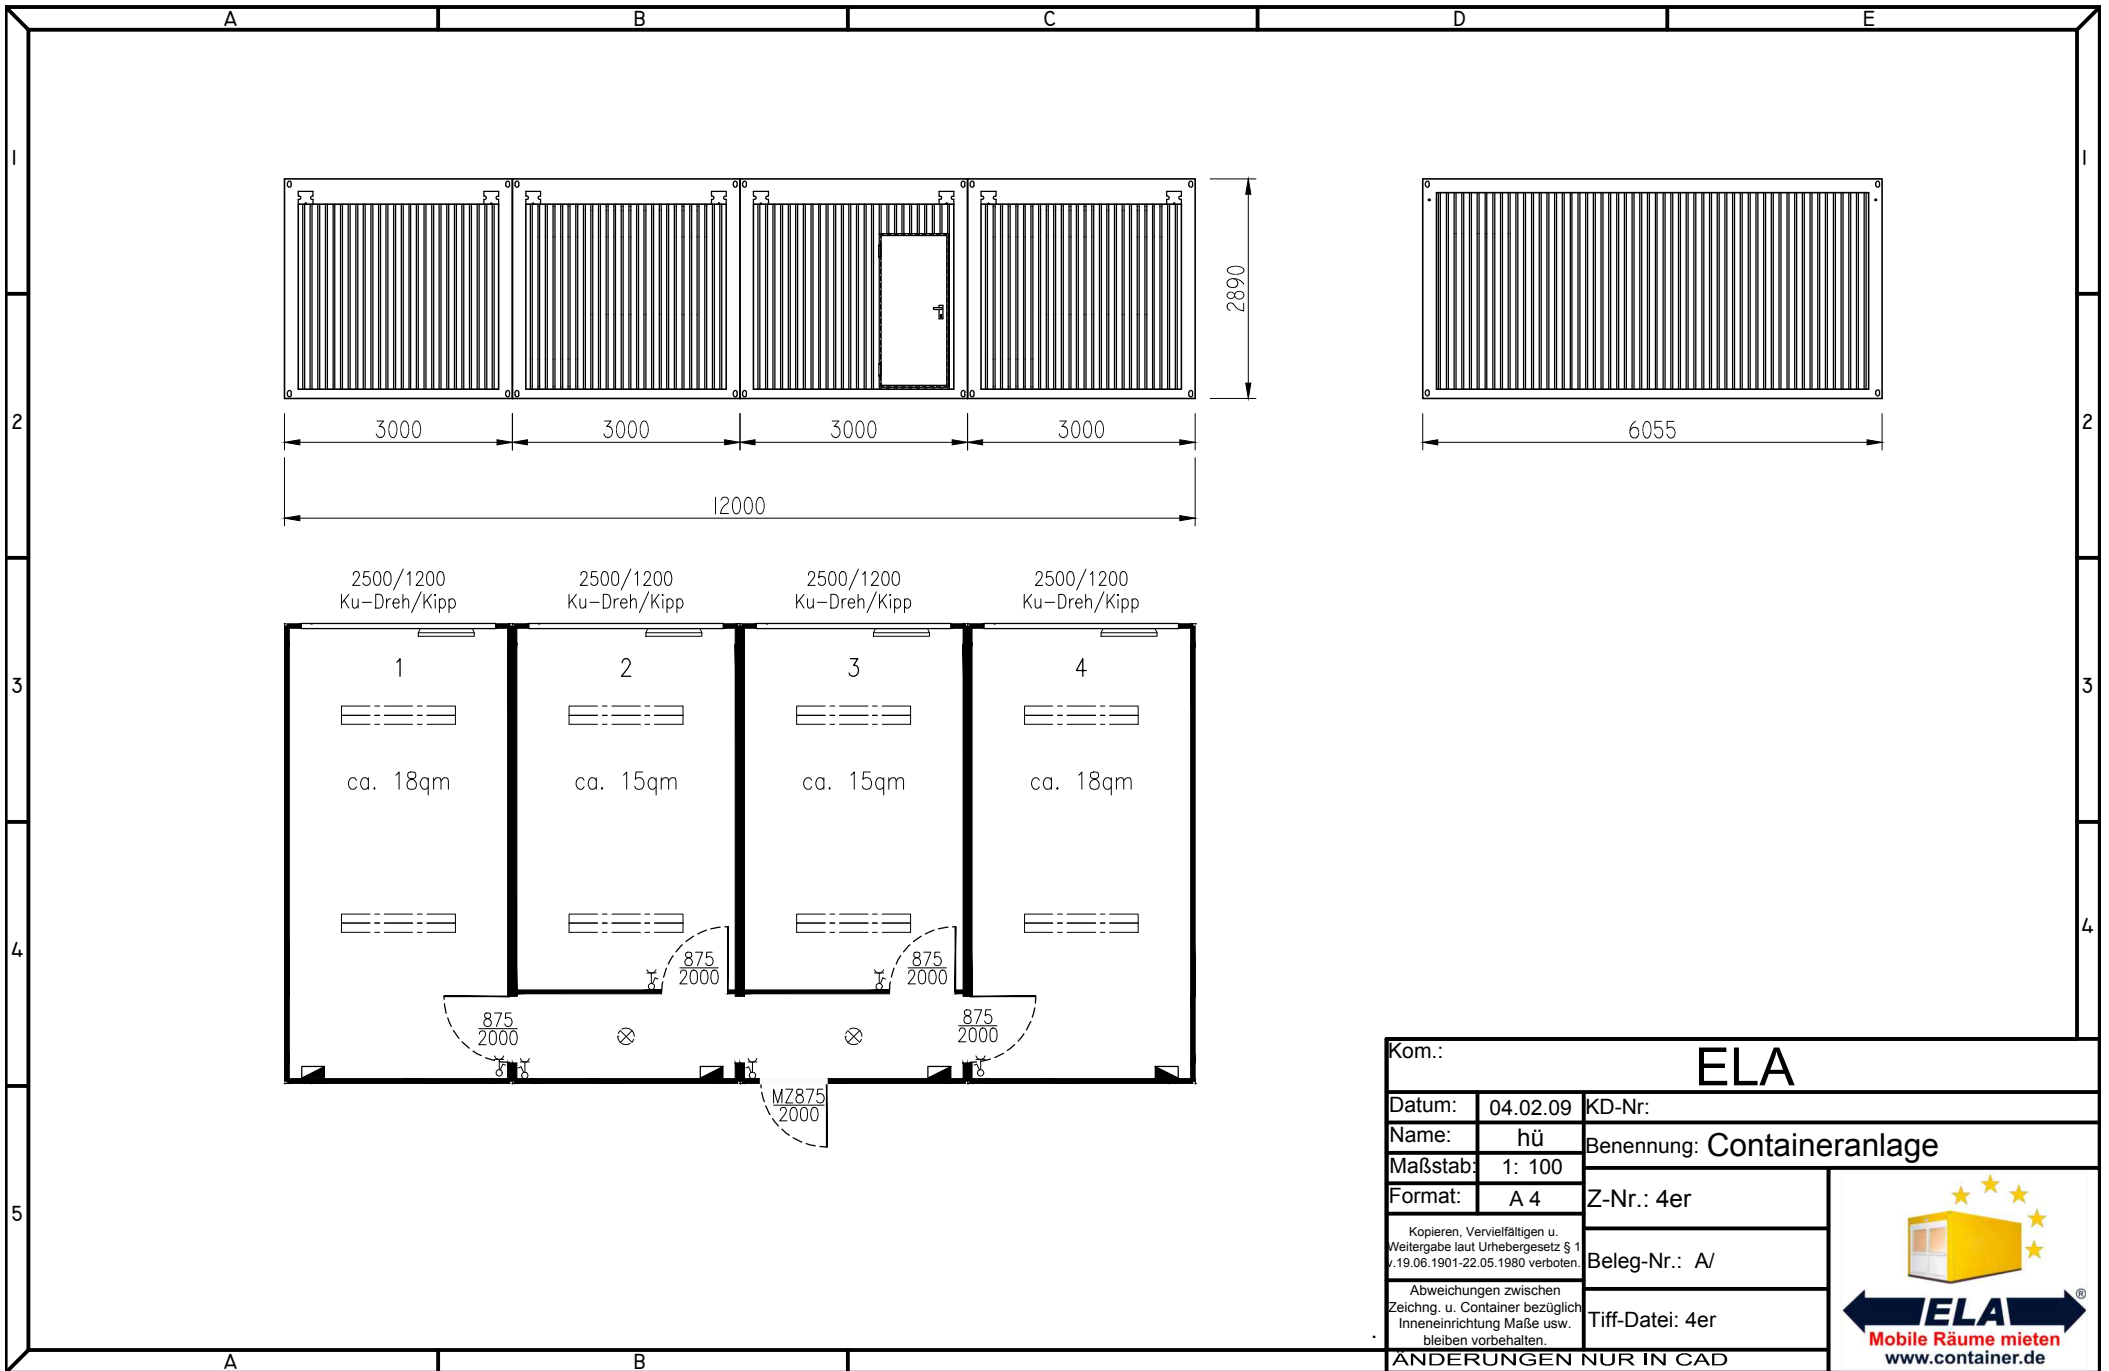 A B C D E
1 1
2890
3000 3000 3000 3000
6055
2 2
12000
2500/1200 2500/1200 2500/1200 2500/1200
Ku-Dreh/Kipp Ku-Dreh/Kipp Ku-Dreh/Kipp Ku-Dreh/Kipp
1 2 3 4
3 3
ca. 18qm ca. 15qm ca. 15qm ca. 18qm
4 4
875 875
2000 2000
875 875
2000 2000
MZ875
2000
5
Kom.: ELA
Datum: 04.02.09 KD-Nr:
Name: hü
Benennung: Containeranlage
Maßstab: 1: 100
Format: A 4
Z-Nr.: 4er
Kopieren, Vervielfältigen u.
Weitergabe laut Urhebergesetz § 1
v.19.06.1901-22.05.1980 verboten.
Beleg-Nr.: A/
Abweichungen zwischen
Zeichng. u. Container bezüglich
Inneneinrichtung Maße usw.
bleiben vorbehalten.
Tiff-Datei: 4er
ELA ®
Mobile Räume mieten
www.container.de
ÄNDERUNGEN NUR IN CAD
A B